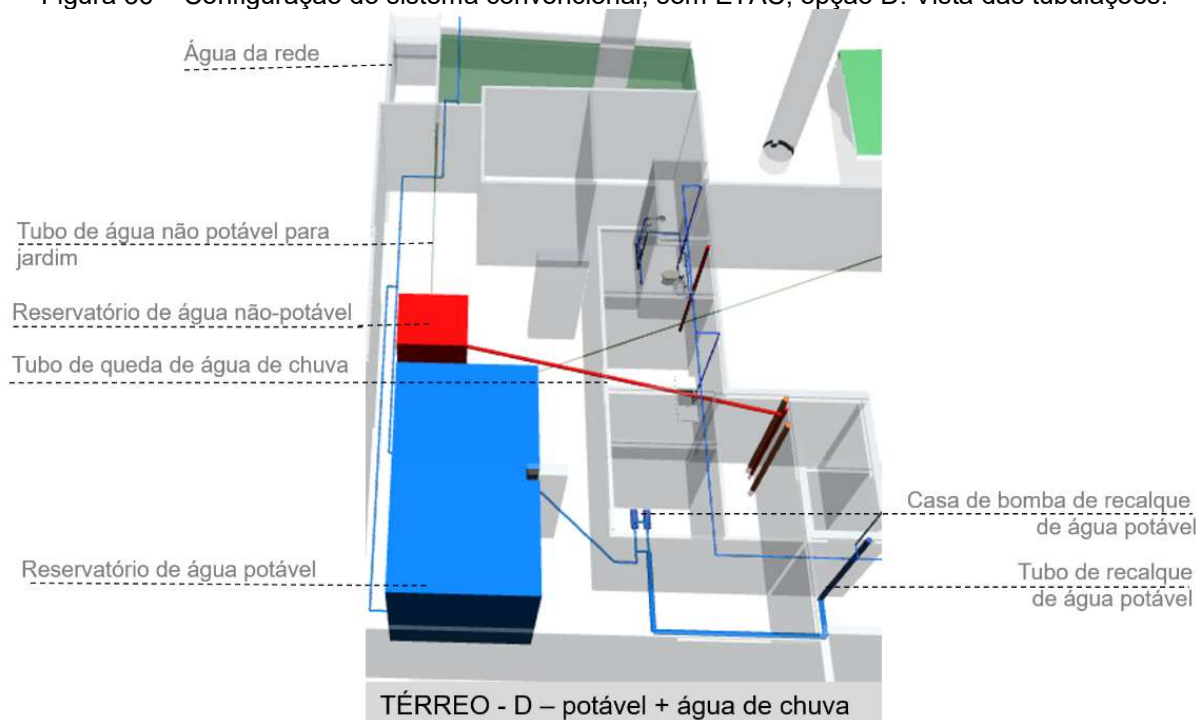 Água da rede
Tubo de água não potável para
jardim
Reservatório de água não-potável
Tubo de queda de água de chuva
Reservatório de água potável
Casa de bomba de recalque
de água potável
Tubo de recalque
de água potável
TÉRREO - D – potável + água de chuva